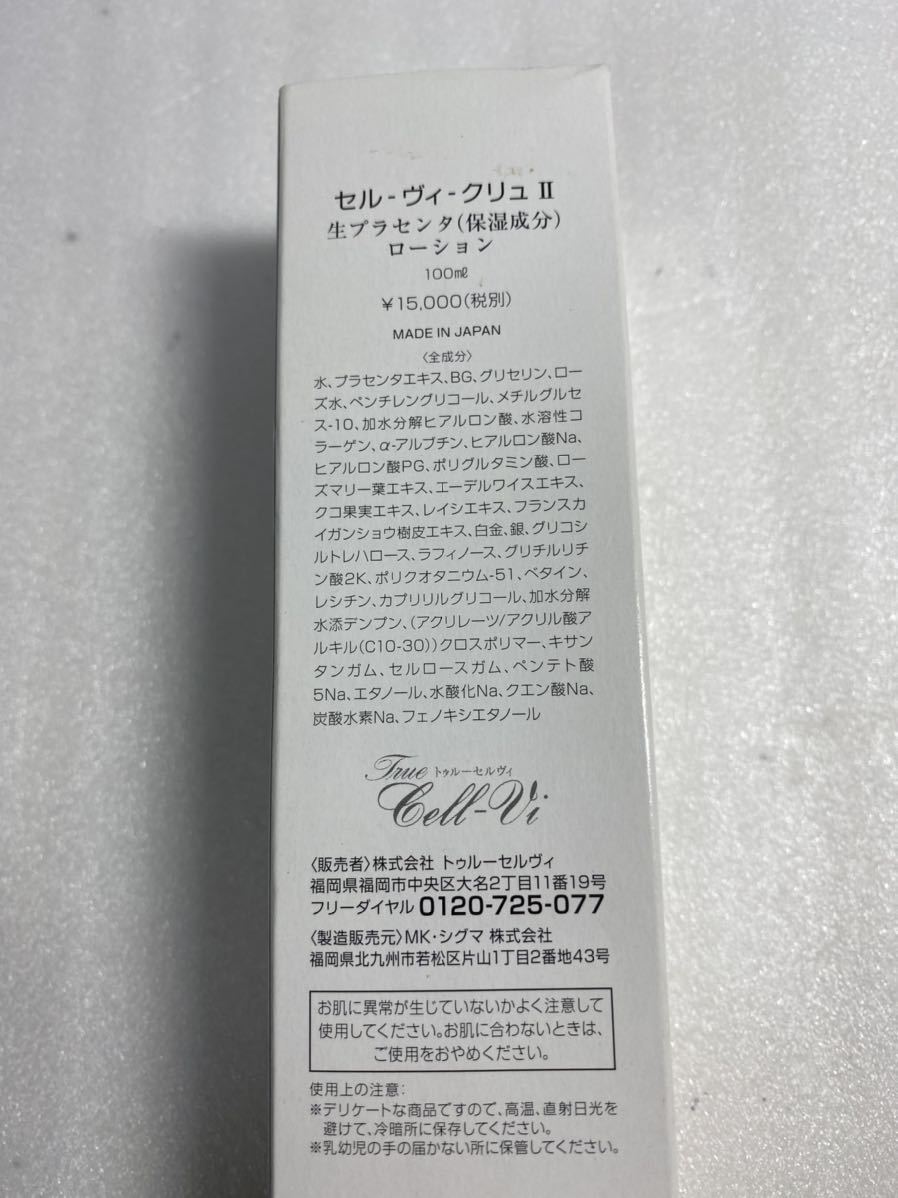 セル-ヴィ-クリュⅡ
生プラセンタ(保湿成分)
ローション
100㎖
¥15,000(税別)
MADE IN JAPAN
〈全成分〉
水、プラセンタエキス、BG、グリセリン、ロー
ズ水、ペンチレングリコール、メチルグルセ
ス-10、加水分解ヒアルロン酸、水溶性コ
ラーゲン、α-アルブチン、ヒアルロン酸Na、
ヒアルロン酸PG、ポリグルタミン酸、ロー
ズマリー葉エキス、エーデルワイスエキス、
クコ果実エキス、レイシエキス、フランスカ
イガンショウ樹皮エキス、白金、銀、グリコシ
ルトレハロース、ラフィノース、グリチルリチ
ン酸2K、ポリクオタニウム-51、ベタイン、
レシチン、カプリリルグリコール、加水分解
水添デンプン、(アクリレーツ/アクリル酸ア
ルキル(C10-30))クロスポリマー、キサン
タンガム、セルロースガム、ペンテト酸
5Na、エタノール、水酸化Na、クエン酸Na、
炭酸水素Na、フェノキシエタノール
True トゥルーセルヴィ
Cell-Vi
〈販売者〉株式会社 トゥルーセルヴィ
福岡県福岡市中央区大名2丁目11番19号
フリーダイヤル 0120-725-077
〈製造販売元〉MK・シグマ 株式会社
福岡県北九州市若松区片山1丁目2番地43号
お肌に異常が生じていないかよく注意して
使用してください。お肌に合わないときは、
ご使用をおやめください。
使用上の注意:
※デリケートな商品ですので、高温、直射日光を
避けて、冷暗所に保存してください。
※乳幼児の手の届かない所に保管してください。